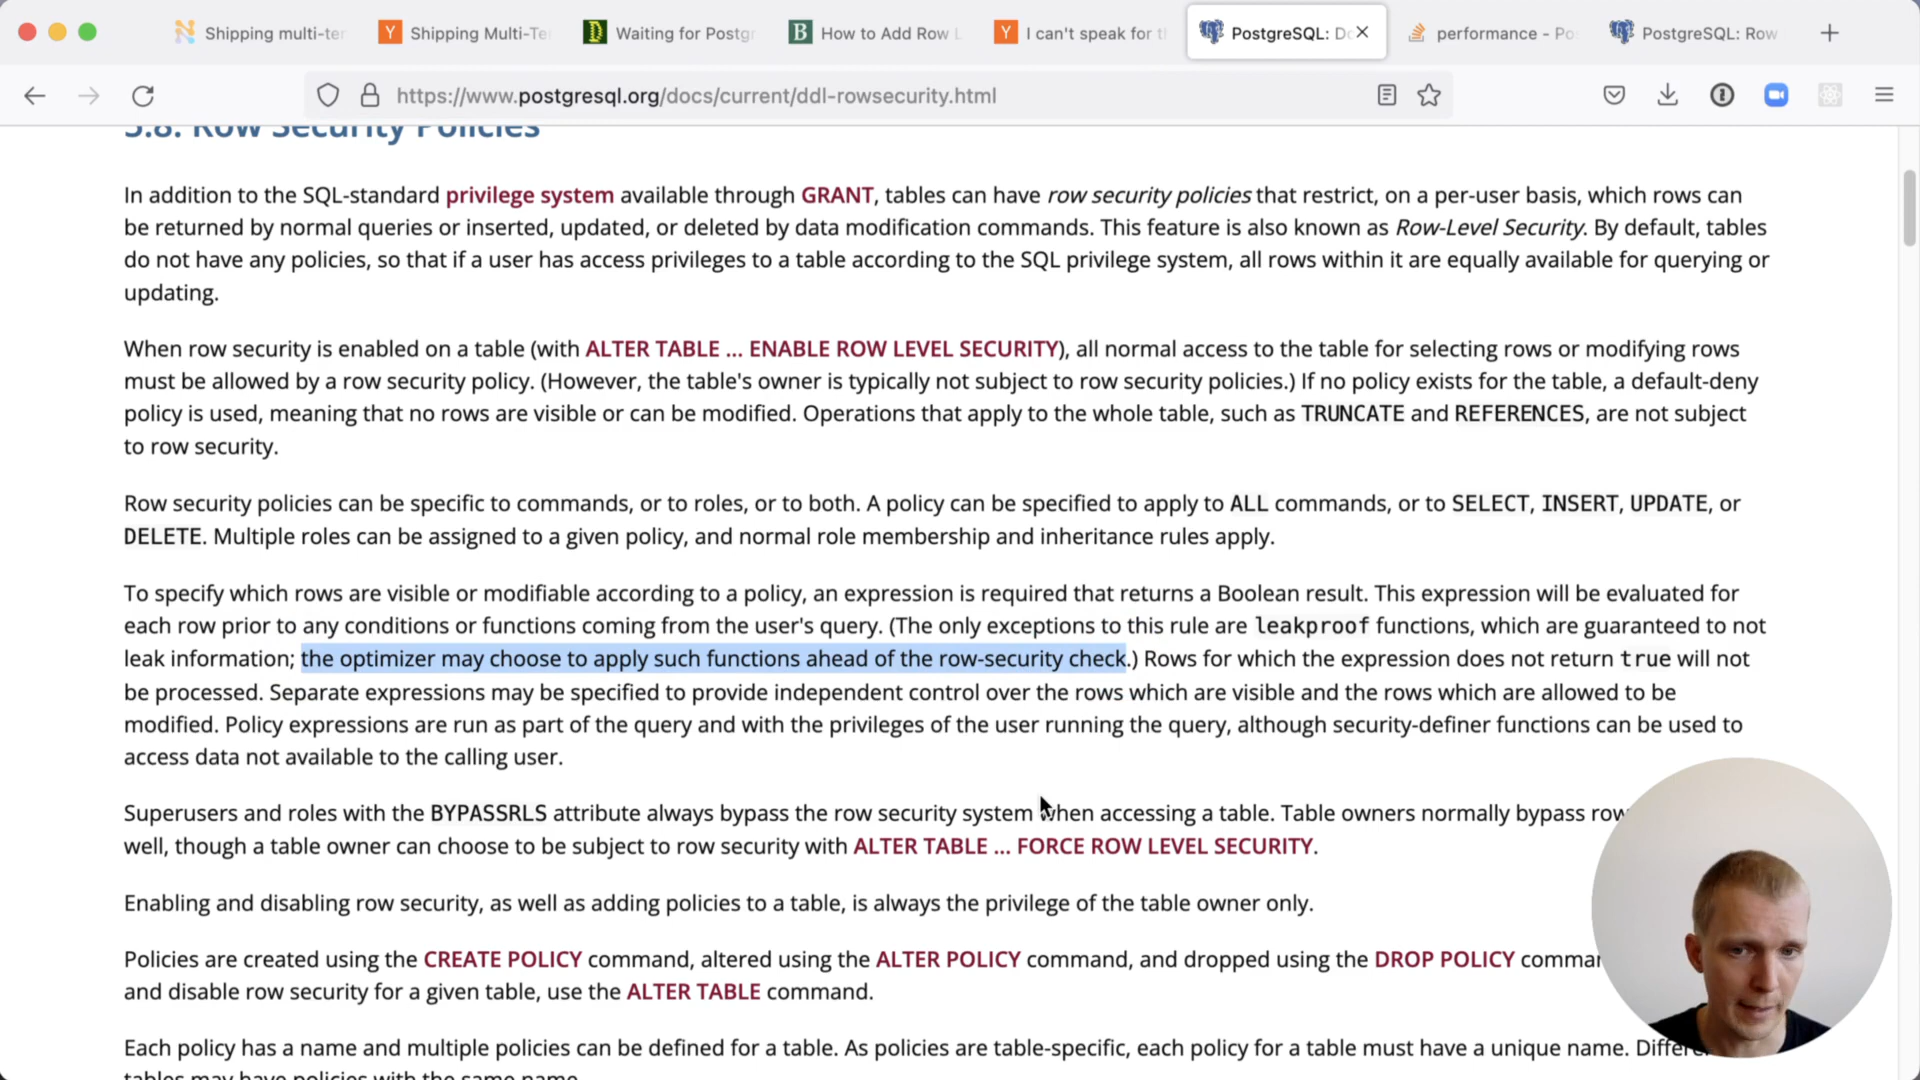 Shipping multi-ter
Shipping Multi-Te
Waiting for Postgr
How to Add Row L
I can't speak for th
PostgreSQL: Do
performance - Po
PostgreSQL: Row
https://www.postgresql.org/docs/current/ddl-rowsecurity.html
5.8. Row Security Policies
In addition to the SQL-standard privilege system available through GRANT, tables can have row security policies that restrict, on a per-user basis, which rows can
be returned by normal queries or inserted, updated, or deleted by data modification commands. This feature is also known as Row-Level Security. By default, tables
do not have any policies, so that if a user has access privileges to a table according to the SQL privilege system, all rows within it are equally available for querying or
updating.
When row security is enabled on a table (with ALTER TABLE ... ENABLE ROW LEVEL SECURITY), all normal access to the table for selecting rows or modifying rows
must be allowed by a row security policy. (However, the table's owner is typically not subject to row security policies.) If no policy exists for the table, a default-deny
policy is used, meaning that no rows are visible or can be modified. Operations that apply to the whole table, such as TRUNCATE and REFERENCES, are not subject
to row security.
Row security policies can be specific to commands, or to roles, or to both. A policy can be specified to apply to ALL commands, or to SELECT, INSERT, UPDATE, or
DELETE. Multiple roles can be assigned to a given policy, and normal role membership and inheritance rules apply.
To specify which rows are visible or modifiable according to a policy, an expression is required that returns a Boolean result. This expression will be evaluated for
each row prior to any conditions or functions coming from the user's query. (The only exceptions to this rule are leakproof functions, which are guaranteed to not
leak information; the optimizer may choose to apply such functions ahead of the row-security check.) Rows for which the expression does not return true will not
be processed. Separate expressions may be specified to provide independent control over the rows which are visible and the rows which are allowed to be
modified. Policy expressions are run as part of the query and with the privileges of the user running the query, although security-definer functions can be used to
access data not available to the calling user.
Superusers and roles with the BYPASSRLS attribute always bypass the row security system when accessing a table. Table owners normally bypass row
well, though a table owner can choose to be subject to row security with ALTER TABLE ... FORCE ROW LEVEL SECURITY.
Enabling and disabling row security, as well as adding policies to a table, is always the privilege of the table owner only.
Policies are created using the CREATE POLICY command, altered using the ALTER POLICY command, and dropped using the DROP POLICY comman
and disable row security for a given table, use the ALTER TABLE command.
Each policy has a name and multiple policies can be defined for a table. As policies are table-specific, each policy for a table must have a unique name. Differe
tables may have policies with the same name.